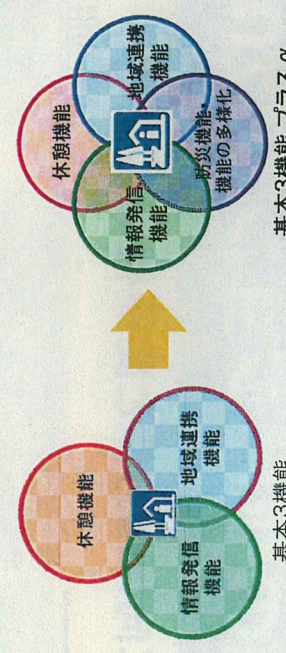 休憩機能
情報発信
機能
地域連携
機能
基本3機能
休憩機能
情報発信
機能
地域連携
機能
防災機能・
機能の多様化
基本3機能 プラスα